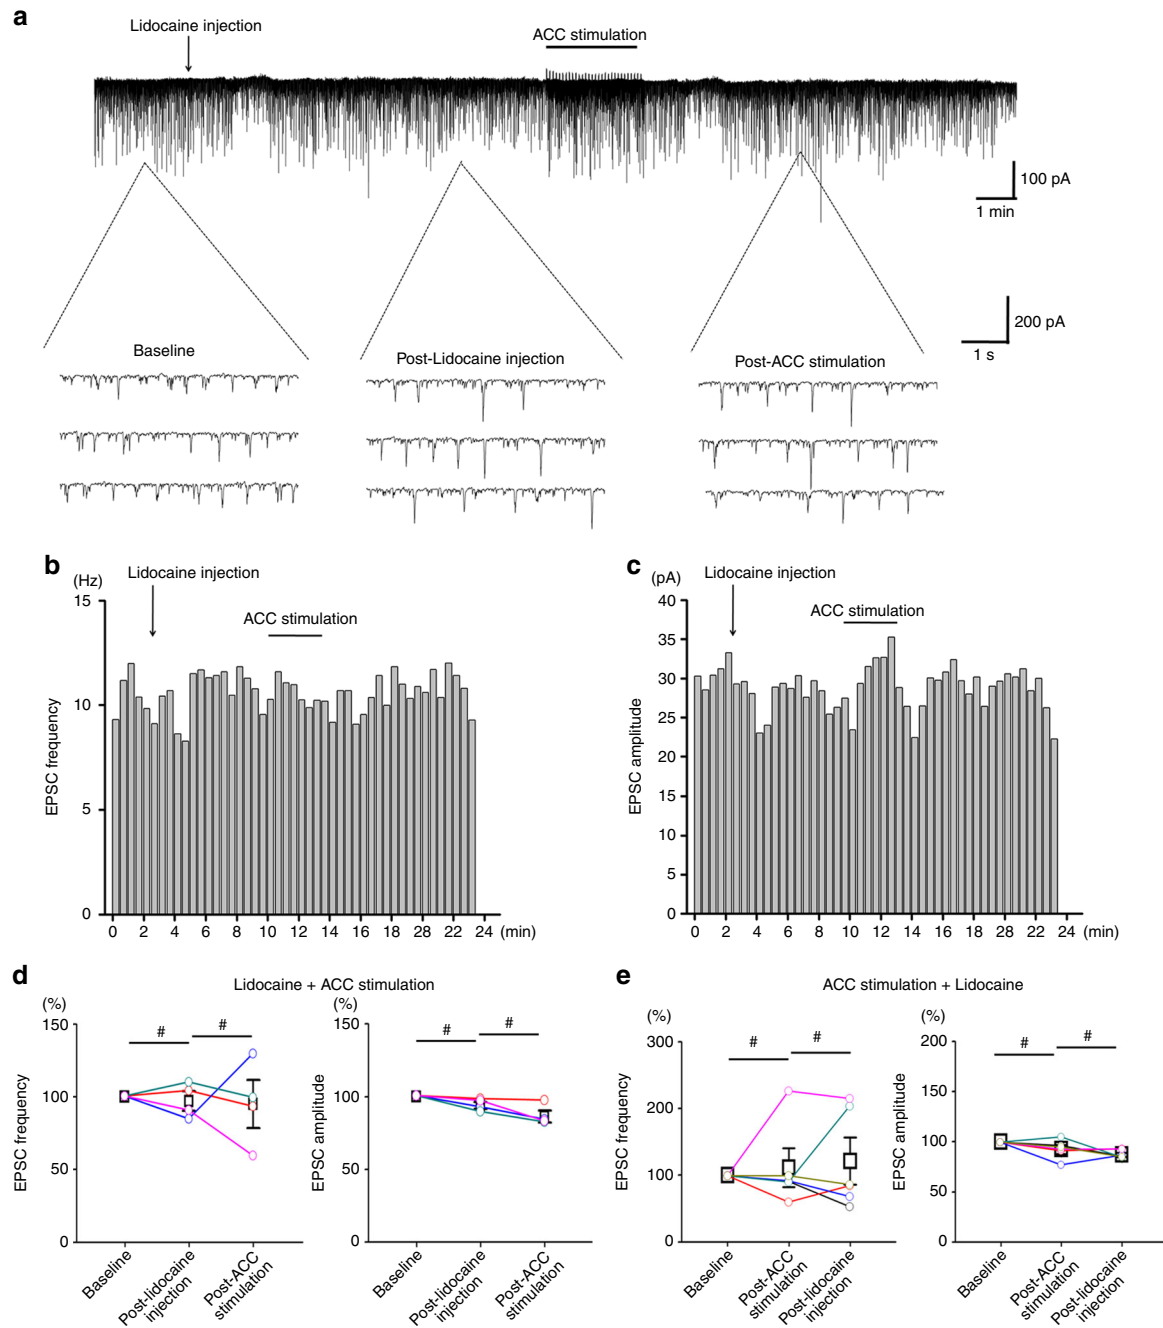 a
Lidocaine injection
ACC stimulation
100 pA
1 min
200 pA
1 s
Baseline
Post-Lidocaine injection
Post-ACC stimulation
b
(Hz)
Lidocaine injection
ACC stimulation
EPSC frequency
15
10
5
0
0 2 4 6 8 10 12 14 16 18 28 22 24 (min)
c
(pA)
Lidocaine injection
ACC stimulation
EPSC amplitude
40
35
30
25
20
15
10
5
0
0 2 4 6 8 10 12 14 16 18 28 22 24 (min)
d
Lidocaine + ACC stimulation
(%)
EPSC frequency
150
100
50
0
# #
Baseline
Post-lidocaine injection
Post-ACC stimulation
(%)
EPSC amplitude
150
100
50
0
# #
Baseline
Post-lidocaine injection
Post-ACC stimulation
e
ACC stimulation + Lidocaine
(%)
EPSC frequency
300
200
100
0
# #
Baseline
Post-ACC stimulation
Post-lidocaine injection
(%)
EPSC amplitude
200
150
100
50
0
# #
Baseline
Post-ACC stimulation
Post-lidocaine injection